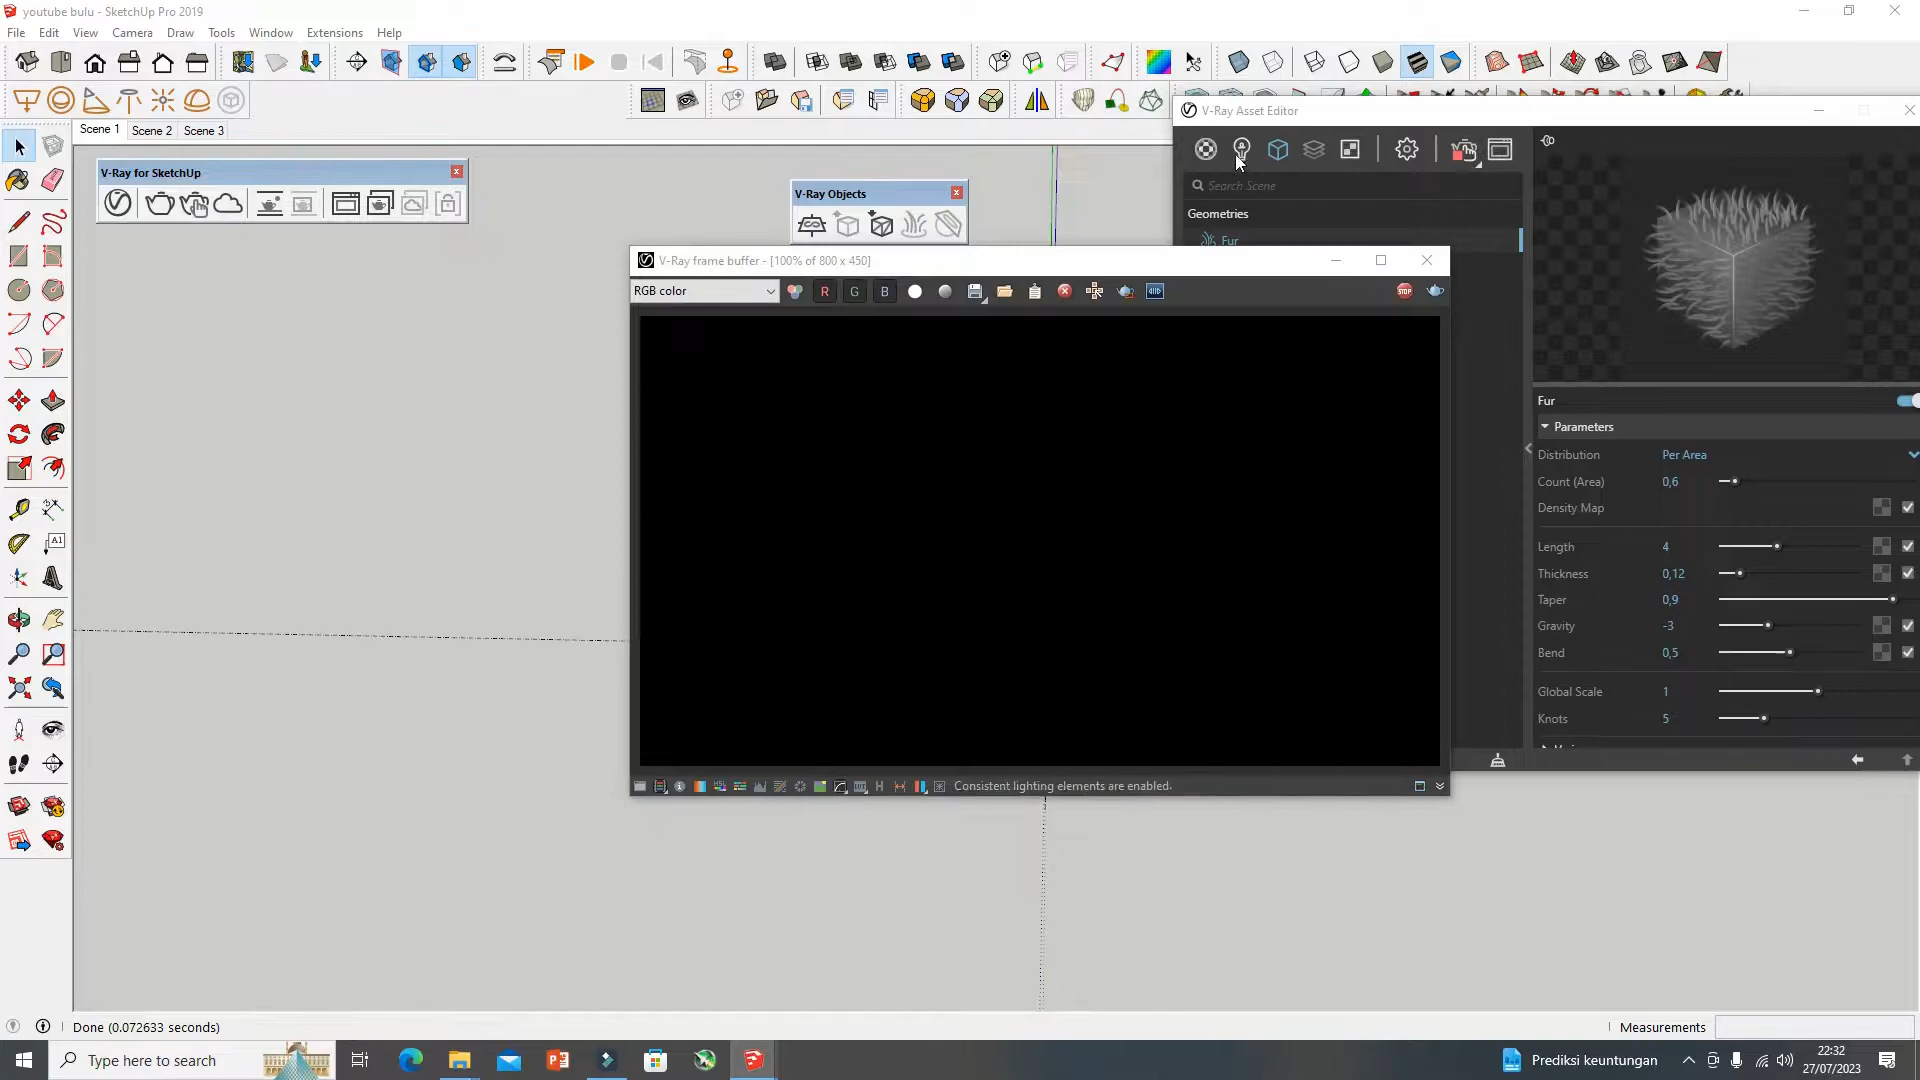 youtube bulu - SketchUp Pro 2019
File Edit View Camera Draw Tools Window Extensions Help
Scene 1 Scene 2 Scene 3
V-Ray for SketchUp
V-Ray Objects
V-Ray Asset Editor
Search Scene
Geometries
Fur
V-Ray frame buffer - [100% of 800 x 450]
RGB color
R G B
STOP
Consistent lighting elements are enabled.
H
A1
Fur
Parameters
Distribution Per Area
Count (Area) 0,6
Density Map
Length 4
Thickness 0,12
Taper 0,9
Gravity -3
Bend 0,5
Global Scale 1
Knots 5
Done (0.072633 seconds)
Measurements
Type here to search
Prediksi keuntungan
22:32
27/07/2023